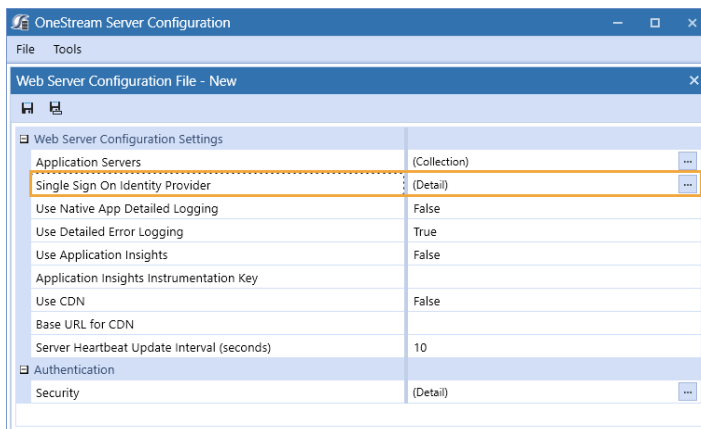 OneStream Server Configuration
File Tools
Web Server Configuration File - New
Web Server Configuration Settings
Application Servers (Collection) ...
Single Sign On Identity Provider (Detail) ...
Use Native App Detailed Logging False
Use Detailed Error Logging True
Use Application Insights False
Application Insights Instrumentation Key
Use CDN False
Base URL for CDN
Server Heartbeat Update Interval (seconds) 10
Authentication
Security (Detail) ...